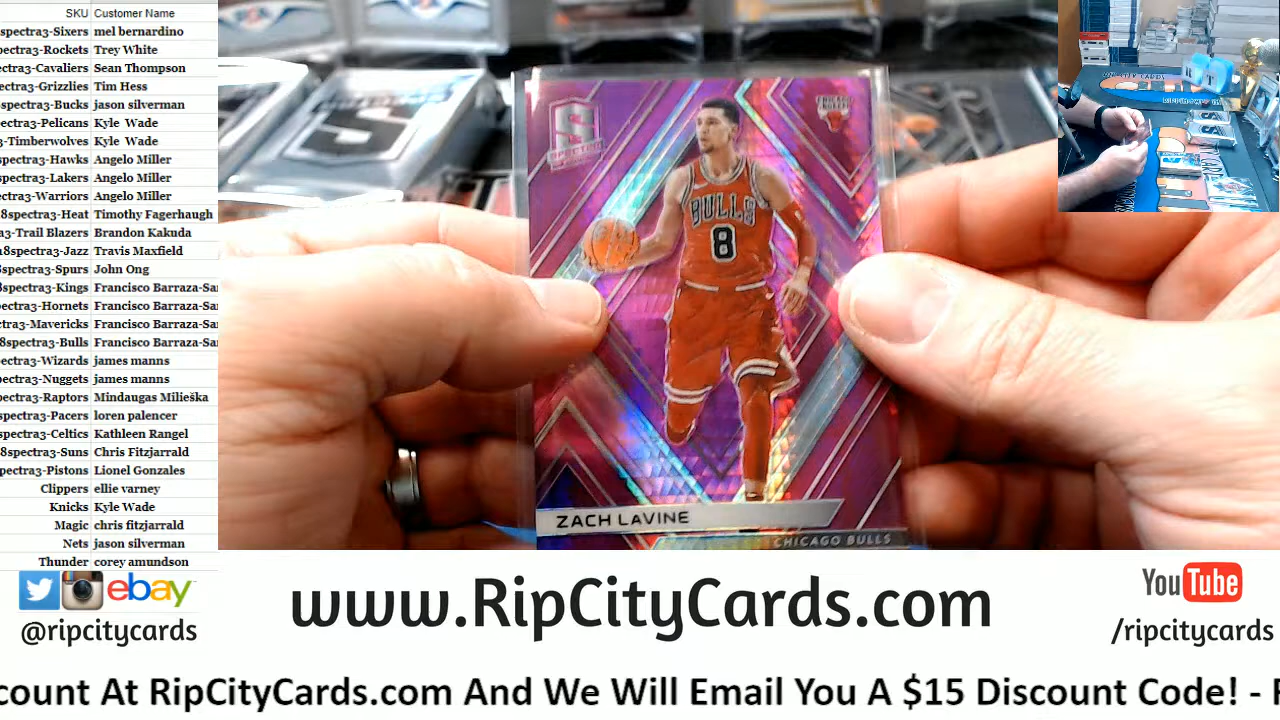 SKU Customer Name
spectra3-Sixers mel bernardino
pectra3-Rockets Trey White
ectra3-Cavaliers Sean Thompson
pectra3-Grizzlies Tim Hess
-spectra3-Bucks jason silverman
pectra3-Pelicans Kyle Wade
3-Timberwolves Kyle Wade
spectra3-Hawks Angelo Miller
spectra3-Lakers Angelo Miller
ectra3-Warriors Angelo Miller
8spectra3-Heat Timothy Fagerhaugh
a3-Trail Blazers Brandon Kakuda
18spectra3-Jazz Travis Maxfield
spectra3-Spurs John Ong
8spectra3-Kings Francisco Barraza-Sa
spectra3-Hornets Francisco Barraza-Sa
ctra3-Mavericks Francisco Barraza-Sa
8spectra3-Bulls Francisco Barraza-Sa
pectra3-Wizards james manns
ectra3-Nuggets james manns
spectra3-Raptors Mindaugas Milieška
spectra3-Pacers loren palencer
spectra3-Celtics Kathleen Rangel
8spectra3-Suns Chris Fitzjarrald
spectra3-Pistons Lionel Gonzales
Clippers ellie varney
Knicks Kyle Wade
Magic chris fitzjarrald
Nets jason silverman
Thunder corey amundson
S
SPECTRA
BULLS
8
ZACH LAVINE
CHICAGO BULLS
ebay
@ripcitycards
www.RipCityCards.com
YouTube
/ripcitycards
count At RipCityCards.com And We Will Email You A $15 Discount Code! -